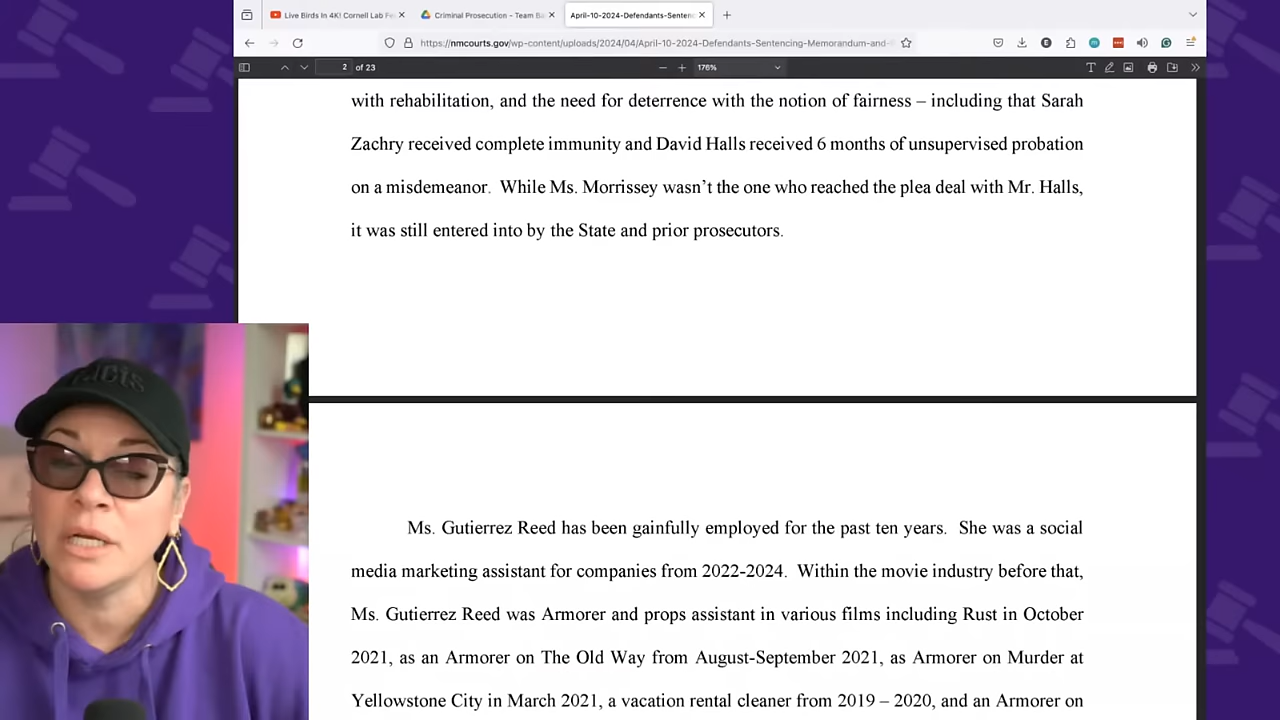 Live Birds In 4K! Cornell Lab Fe
Criminal Prosecution – Team Ba
April-10-2024-Defendants-Sentenc
https://nmcourts.gov/wp-content/uploads/2024/04/April-10-2024-Defendants-Sentencing-Memorandum-and-
2 of 23
176%
with rehabilitation, and the need for deterrence with the notion of fairness – including that Sarah
Zachry received complete immunity and David Halls received 6 months of unsupervised probation
on a misdemeanor. While Ms. Morrissey wasn't the one who reached the plea deal with Mr. Halls,
it was still entered into by the State and prior prosecutors.
Ms. Gutierrez Reed has been gainfully employed for the past ten years. She was a social
media marketing assistant for companies from 2022-2024. Within the movie industry before that,
Ms. Gutierrez Reed was Armorer and props assistant in various films including Rust in October
2021, as an Armorer on The Old Way from August-September 2021, as Armorer on Murder at
Yellowstone City in March 2021, a vacation rental cleaner from 2019 – 2020, and an Armorer on